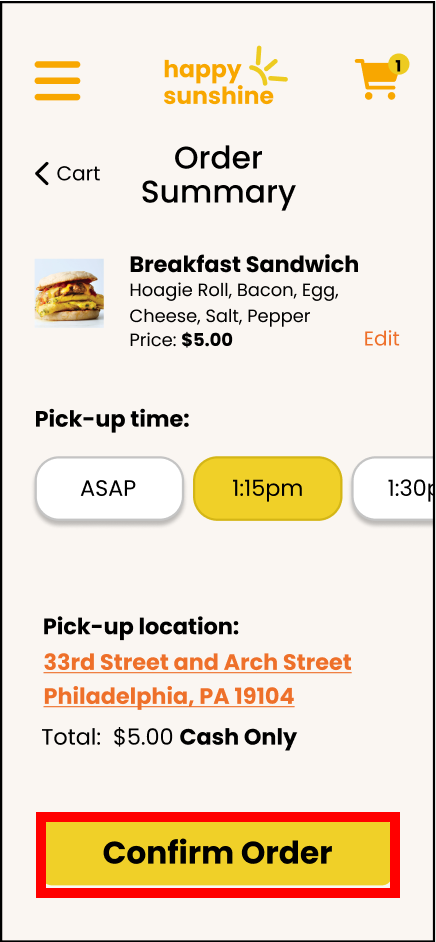 happy
sunshine
1
Cart
Order
Summary
Breakfast Sandwich
Hoagie Roll, Bacon, Egg,
Cheese, Salt, Pepper
Price: $5.00
Edit
Pick-up time:
ASAP 1:15pm 1:30p
Pick-up location:
33rd Street and Arch Street
Philadelphia, PA 19104
Total: $5.00 Cash Only
Confirm Order